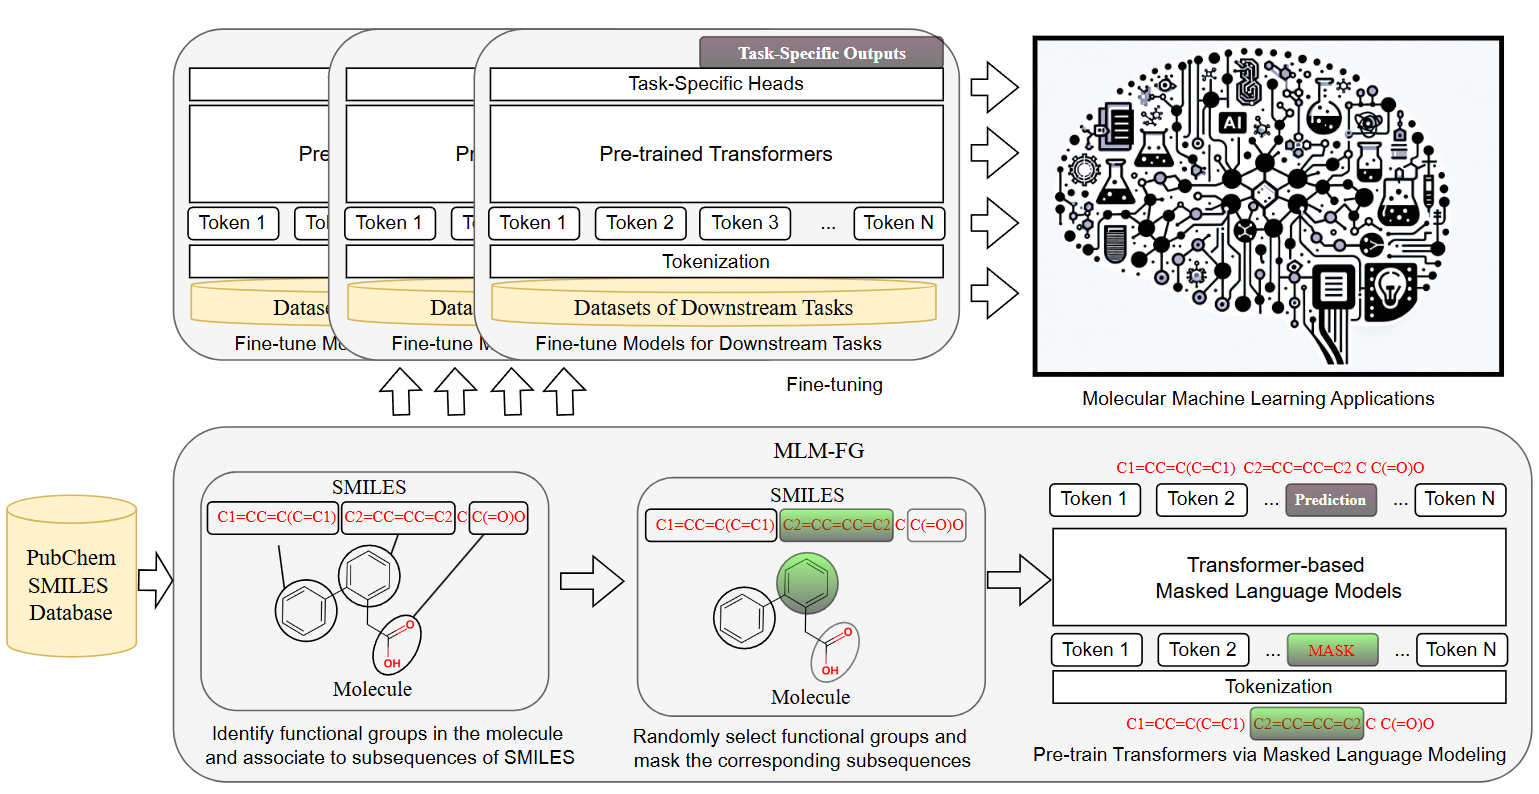 Task-Specific Outputs
Task-Specific Heads
Pre
Pr
Pre-trained Transformers
Token 1
Tok
Token 1
To
Token 1
Token 2
Token 3
...
Token N
Tokenization
Datase
Data
Datasets of Downstream Tasks
Fine-tune Mo
Fine-tune M
Fine-tune Models for Downstream Tasks
AI
Molecular Machine Learning Applications
Fine-tuning
MLM-FG
PubChem
SMILES
Database
SMILES
C1=CC=C(C=C1) C2=CC=CC=C2 C C(=O)O
O
OH
Molecule
Identify functional groups in the molecule
and associate to subsequences of SMILES
SMILES
C1=CC=C(C=C1) C2=CC=CC=C2 C C(=O)O
O
OH
Molecule
Randomly select functional groups and
mask the corresponding subsequences
C1=CC=C(C=C1) C2=CC=CC=C2 C C(=O)O
Token 1
Token 2
...
Prediction
...
Token N
Transformer-based
Masked Language Models
Token 1
Token 2
...
MASK
...
Token N
Tokenization
C1=CC=C(C=C1) C2=CC=CC=C2 C C(=O)O
Pre-train Transformers via Masked Language Modeling